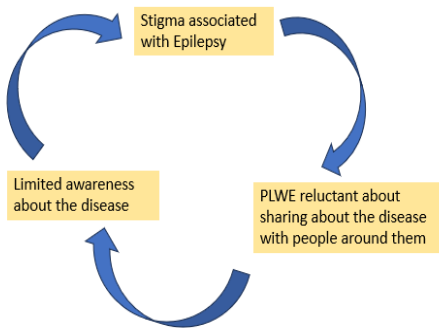 Stigma associated
with Epilepsy
Limited awareness
about the disease
PLWE reluctant about
sharing about the disease
with people around them